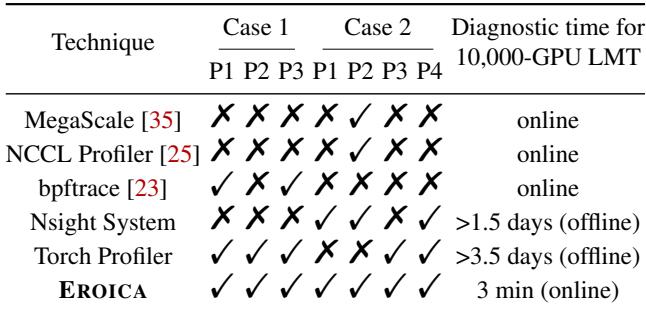 Technique Case 1 Case 2 Diagnostic time for
P1 P2 P3 P1 P2 P3 P4 10,000-GPU LMT
MegaScale [35] ✗ ✗ ✗ ✗ ✓ ✗ ✗ online
NCCL Profiler [25] ✗ ✗ ✗ ✗ ✓ ✗ ✗ online
bpftrace [23] ✓ ✗ ✓ ✗ ✗ ✗ ✗ online
Nsight System ✗ ✗ ✗ ✓ ✓ ✗ ✓ >1.5 days (offline)
Torch Profiler ✓ ✓ ✓ ✗ ✗ ✓ ✓ >3.5 days (offline)
EROICA ✓ ✓ ✓ ✓ ✓ ✓ ✓ 3 min (online)